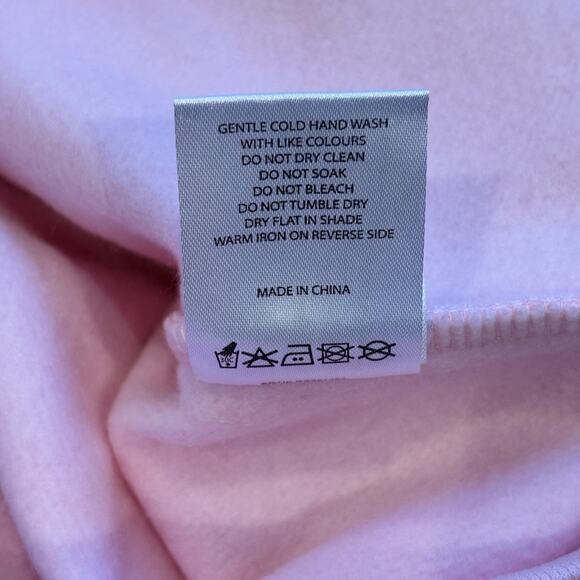 GENTLE COLD HAND WASH
WITH LIKE COLOURS
DO NOT DRY CLEAN
DO NOT SOAK
DO NOT BLEACH
DO NOT TUMBLE DRY
DRY FLAT IN SHADE
WARM IRON ON REVERSE SIDE
MADE IN CHINA